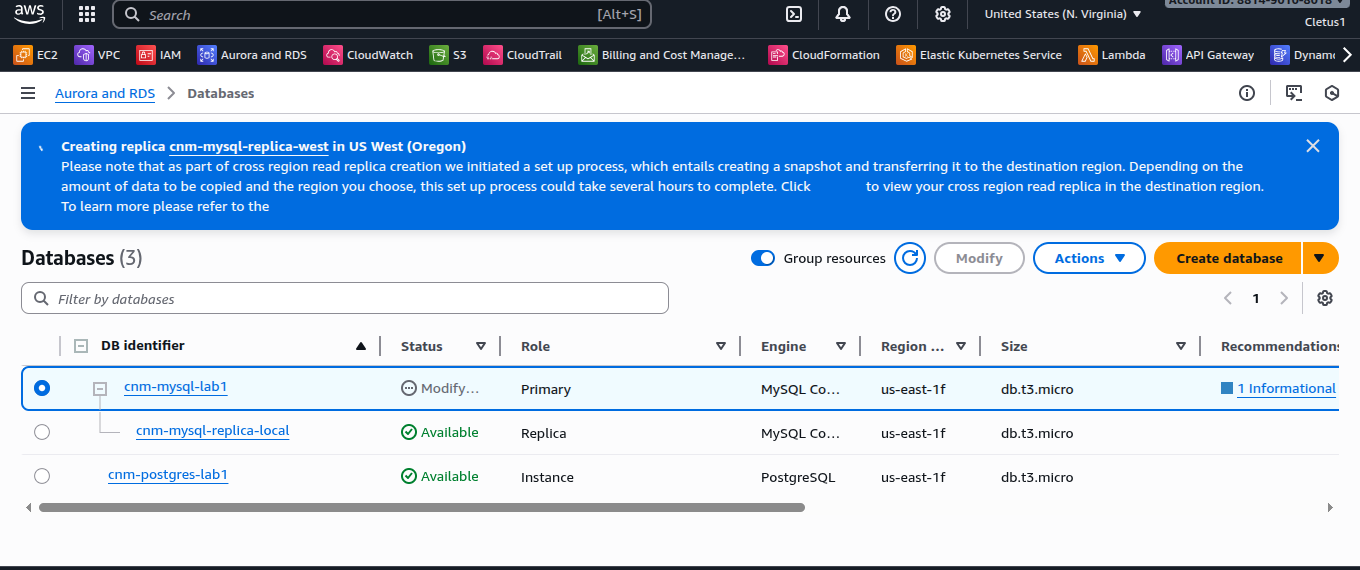 aws
Search [Alt+S] United States (N. Virginia)
Cletus1
EC2 VPC IAM Aurora and RDS CloudWatch S3 CloudTrail Billing and Cost Manage… CloudFormation Elastic Kubernetes Service Lambda API Gateway Dynam
Aurora and RDS Databases
Creating replica cnm-mysql-replica-west in US West (Oregon)
Please note that as part of cross region read replica creation we initiated a set up process, which entails creating a snapshot and transferring it to the destination region. Depending on the
amount of data to be copied and the region you choose, this set up process could take several hours to complete. Click to view your cross region read replica in the destination region.
To learn more please refer to the
Databases (3) Group resources Modify Actions Create database
Filter by databases 1
DB identifier Status Role Engine Region ... Size Recommendations
cnm-mysql-lab1 Modify… Primary MySQL Co… us-east-1f db.t3.micro 1 Informational
cnm-mysql-replica-local Available Replica MySQL Co… us-east-1f db.t3.micro
cnm-postgres-lab1 Available Instance PostgreSQL us-east-1f db.t3.micro